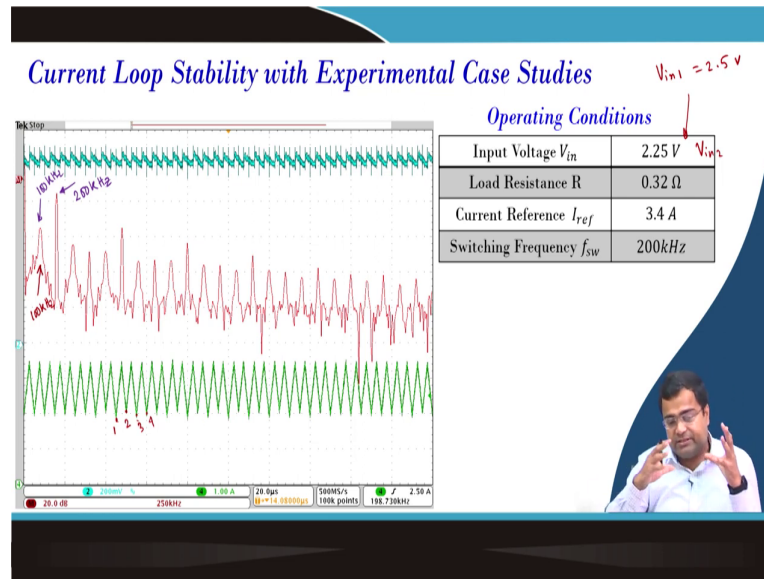 Current Loop Stability with Experimental Case Studies
Vin1 = 2.5 V
Operating Conditions
Input Voltage Vin 2.25 V Vin2
Load Resistance R 0.32 Ω
Current Reference Iref 3.4 A
Switching Frequency fsw 200kHz
Tek Stop
100kHz
200kHz
100kHz
1 2 3 4
2 200mV 4 1.00 A 20.0µs 500MS/s 4 2.50 A
20.0 dB 250kHz 14.08000µs 100k points 198.730kHz